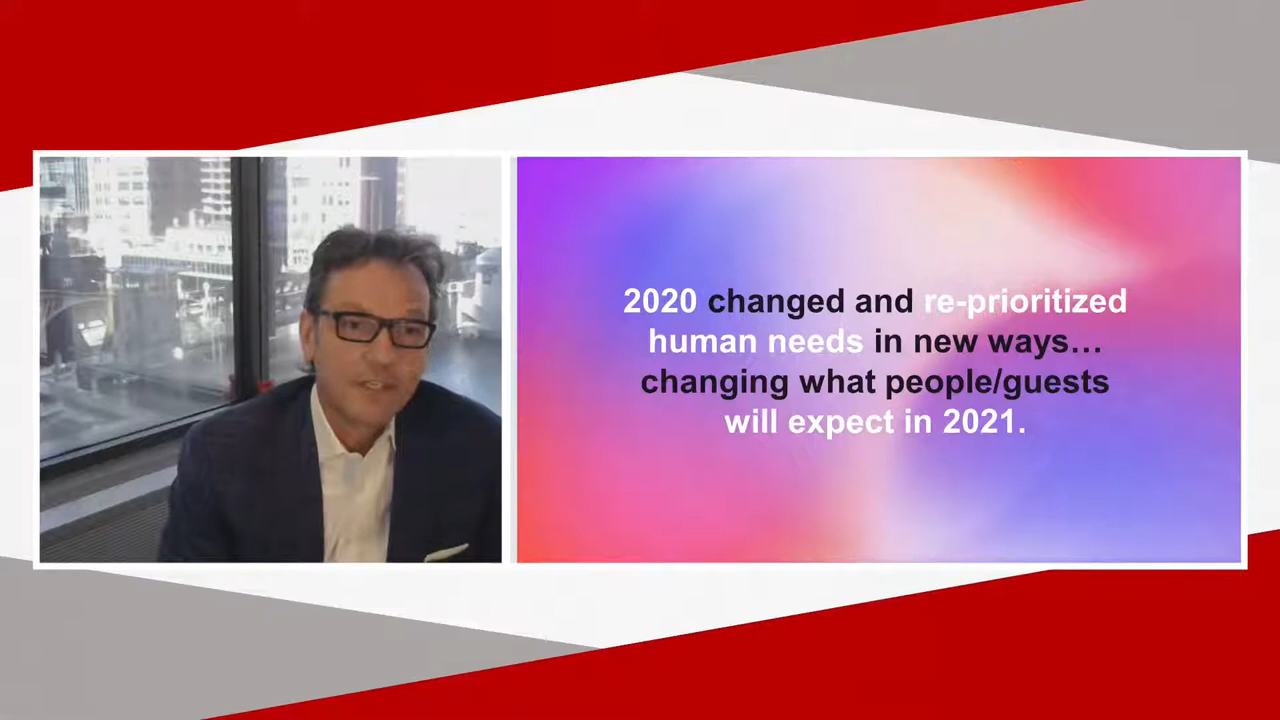 2020 changed and re-prioritized
human needs in new ways…
changing what people/guests
will expect in 2021.